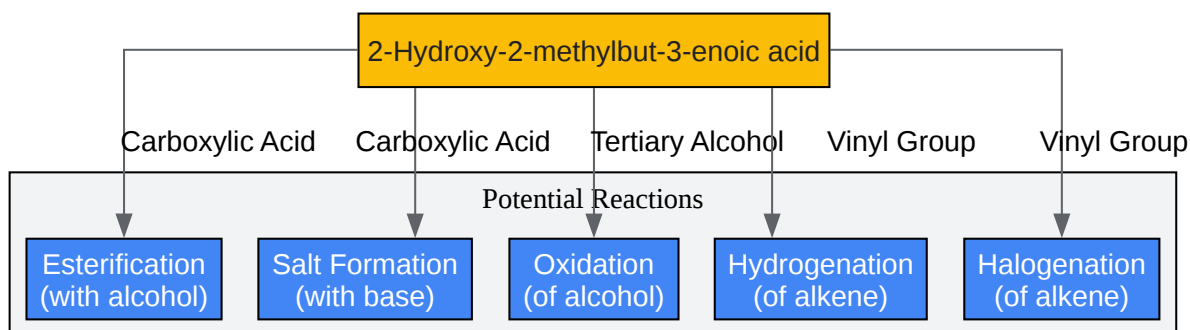 2-Hydroxy-2-methylbut-3-enoic acid
Carboxylic Acid
Carboxylic Acid
Tertiary Alcohol
Vinyl Group
Vinyl Group
Potential Reactions
Esterification
(with alcohol)
Salt Formation
(with base)
Oxidation
(of alcohol)
Hydrogenation
(of alkene)
Halogenation
(of alkene)